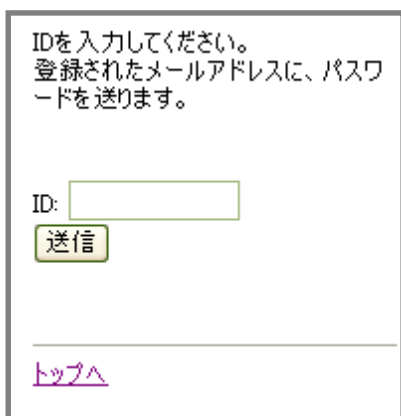 IDを入力してください。
登録されたメールアドレスに、パスワ
ードを送ります。
ID:
送信
トップへ